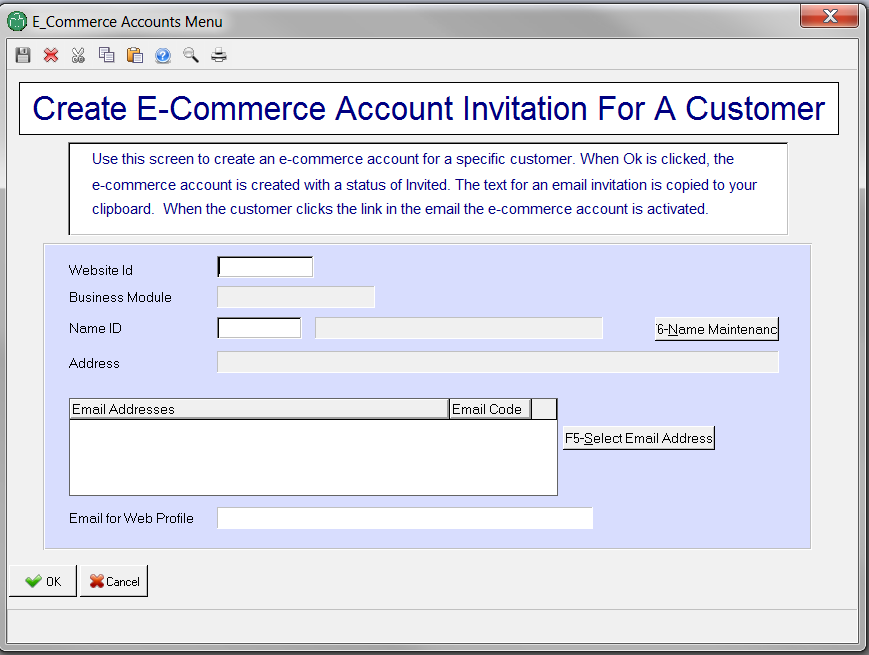 E_Commerce Accounts Menu
Create E-Commerce Account Invitation For A Customer
Use this screen to create an e-commerce account for a specific customer. When Ok is clicked, the
e-commerce account is created with a status of Invited. The text for an email invitation is copied to your
clipboard.  When the customer clicks the link in the email the e-commerce account is activated.
Website Id
Business Module
Name ID
6-Name Maintenanc
Address
Email Addresses Email Code
F5-Select Email Address
Email for Web Profile
OK Cancel